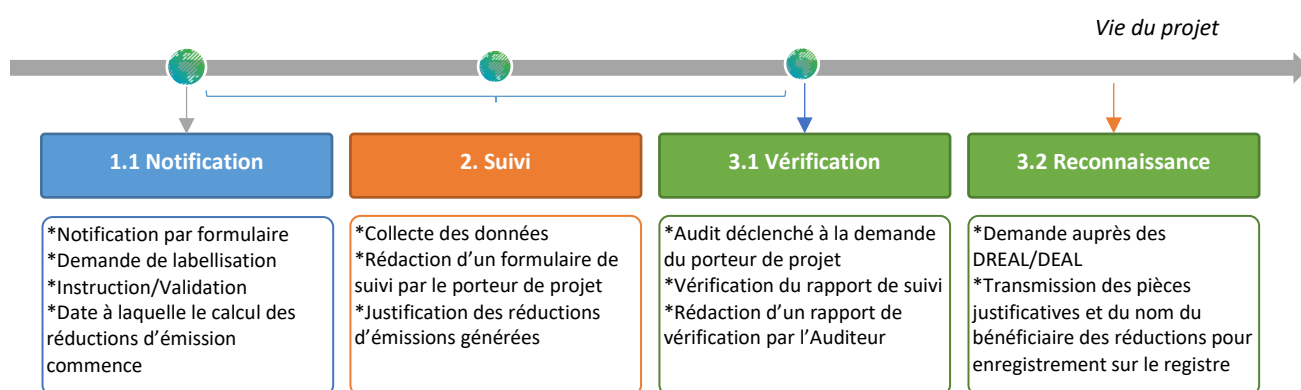 Vie du projet
1.1 Notification
2. Suivi
3.1 Vérification
3.2 Reconnaissance
*Notification par formulaire
*Demande de labellisation
*Instruction/Validation
*Date à laquelle le calcul des
réductions d’émission
commence
*Collecte des données
*Rédaction d’un formulaire de
suivi par le porteur de projet
*Justification des réductions
d’émissions générées
*Audit déclenché à la demande
du porteur de projet
*Vérification du rapport de suivi
*Rédaction d’un rapport de
vérification par l’Auditeur
*Demande auprès des
DREAL/DEAL
*Transmission des pièces
justificatives et du nom du
bénéficiaire des réductions pour
enregistrement sur le registre